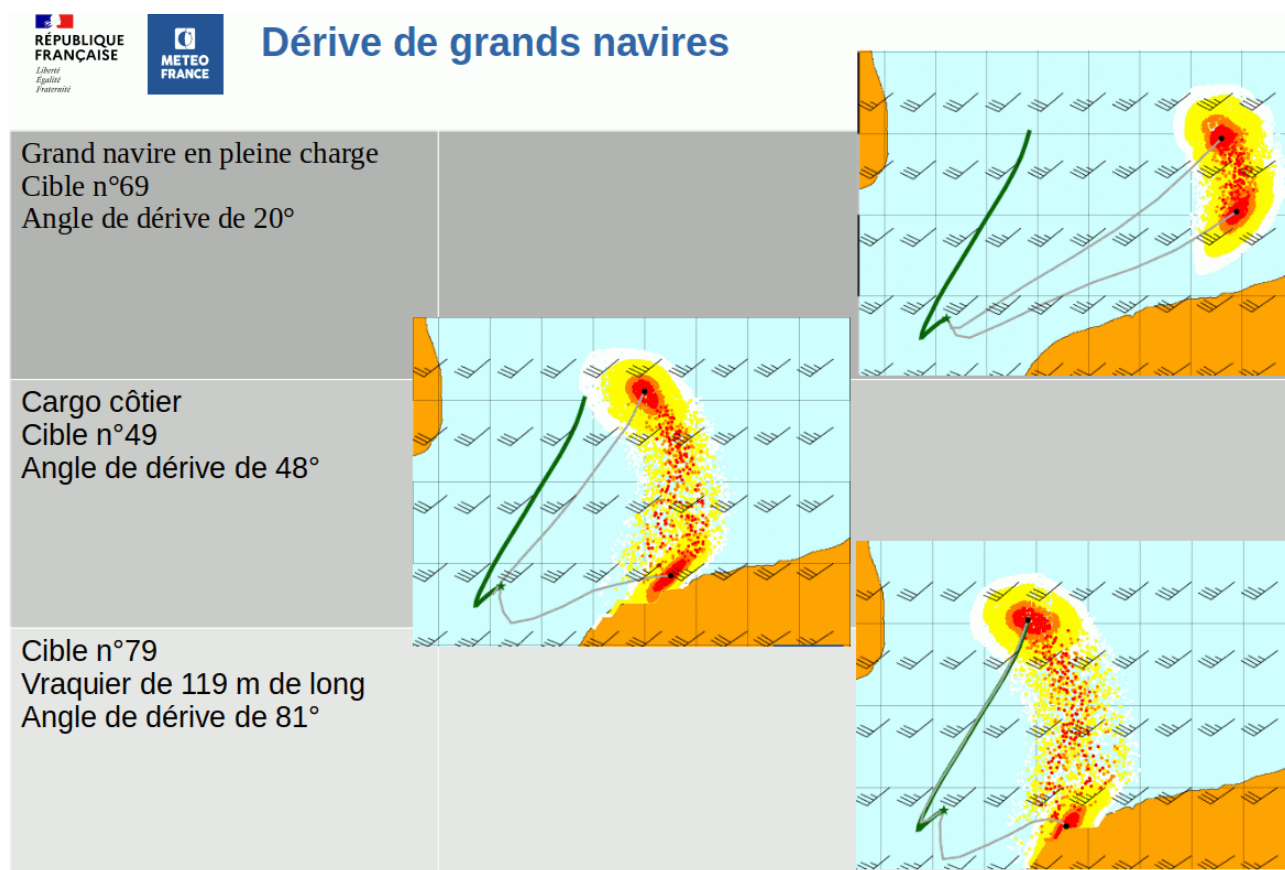 RÉPUBLIQUE
FRANÇAISE
Liberté
Égalité
Fraternité
METEO
FRANCE
Dérive de grands navires
Grand navire en pleine charge
Cible n°69
Angle de dérive de 20°
Cargo côtier
Cible n°49
Angle de dérive de 48°
Cible n°79
Vraquier de 119 m de long
Angle de dérive de 81°